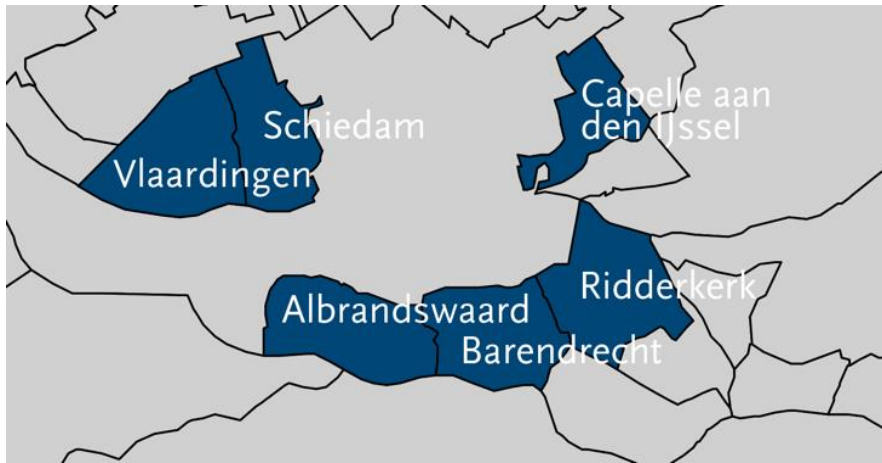 Capelle aan
den IJssel
Schiedam
Vlaardingen
Ridderkerk
Albrandswaard
Barendrecht